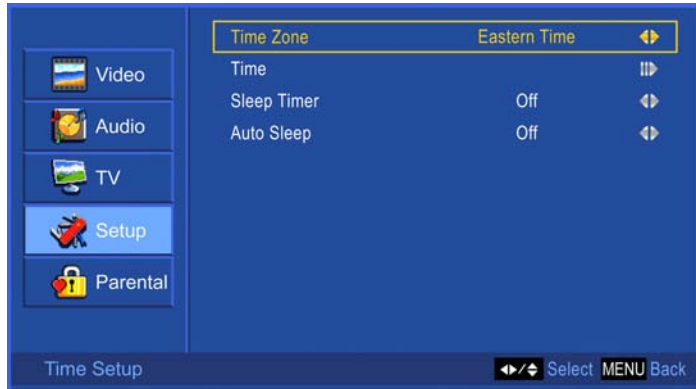 Video
Audio
TV
Setup
Parental
Time Zone Eastern Time
Time
Sleep Timer Off
Auto Sleep Off
Time Setup
Select MENU Back